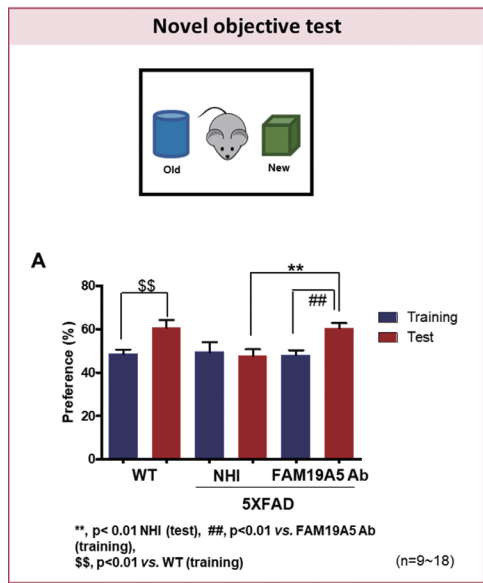 Novel objective test
Old
New
A
$$
**
##
80
60
40
20
0
Preference (%)
Training
Test
WT
NHI
FAM19A5 Ab
5XFAD
**, p< 0.01 NHI (test), ##, p<0.01 vs. FAM19A5 Ab
(training),
$$, p<0.01 vs. WT (training)
(n=9~18)